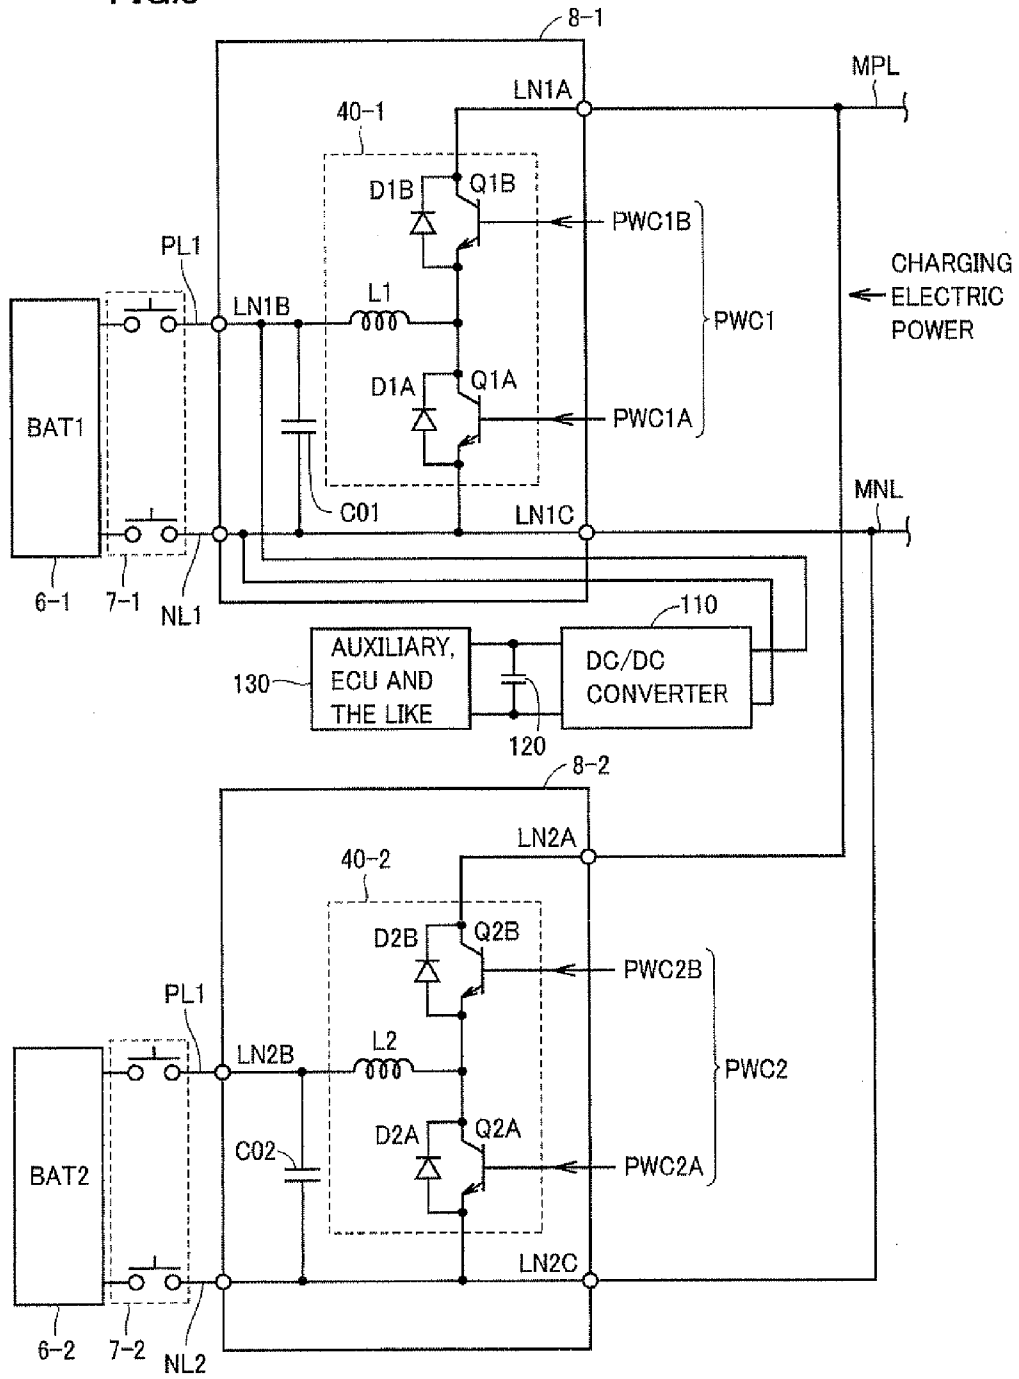 8-1
LN1A
MPL
40-1
D1B
Q1B
PWC1B
PL1
LN1B
L1
CHARGING
ELECTRIC
POWER
PWC1
D1A
Q1A
PWC1A
BAT1
C01
LN1C
MNL
6-1
7-1
NL1
110
130
AUXILIARY,
ECU AND
THE LIKE
DC/DC
CONVERTER
120
8-2
LN2A
40-2
D2B
Q2B
PWC2B
PL1
LN2B
L2
PWC2
D2A
Q2A
PWC2A
C02
BAT2
LN2C
6-2
7-2
NL2